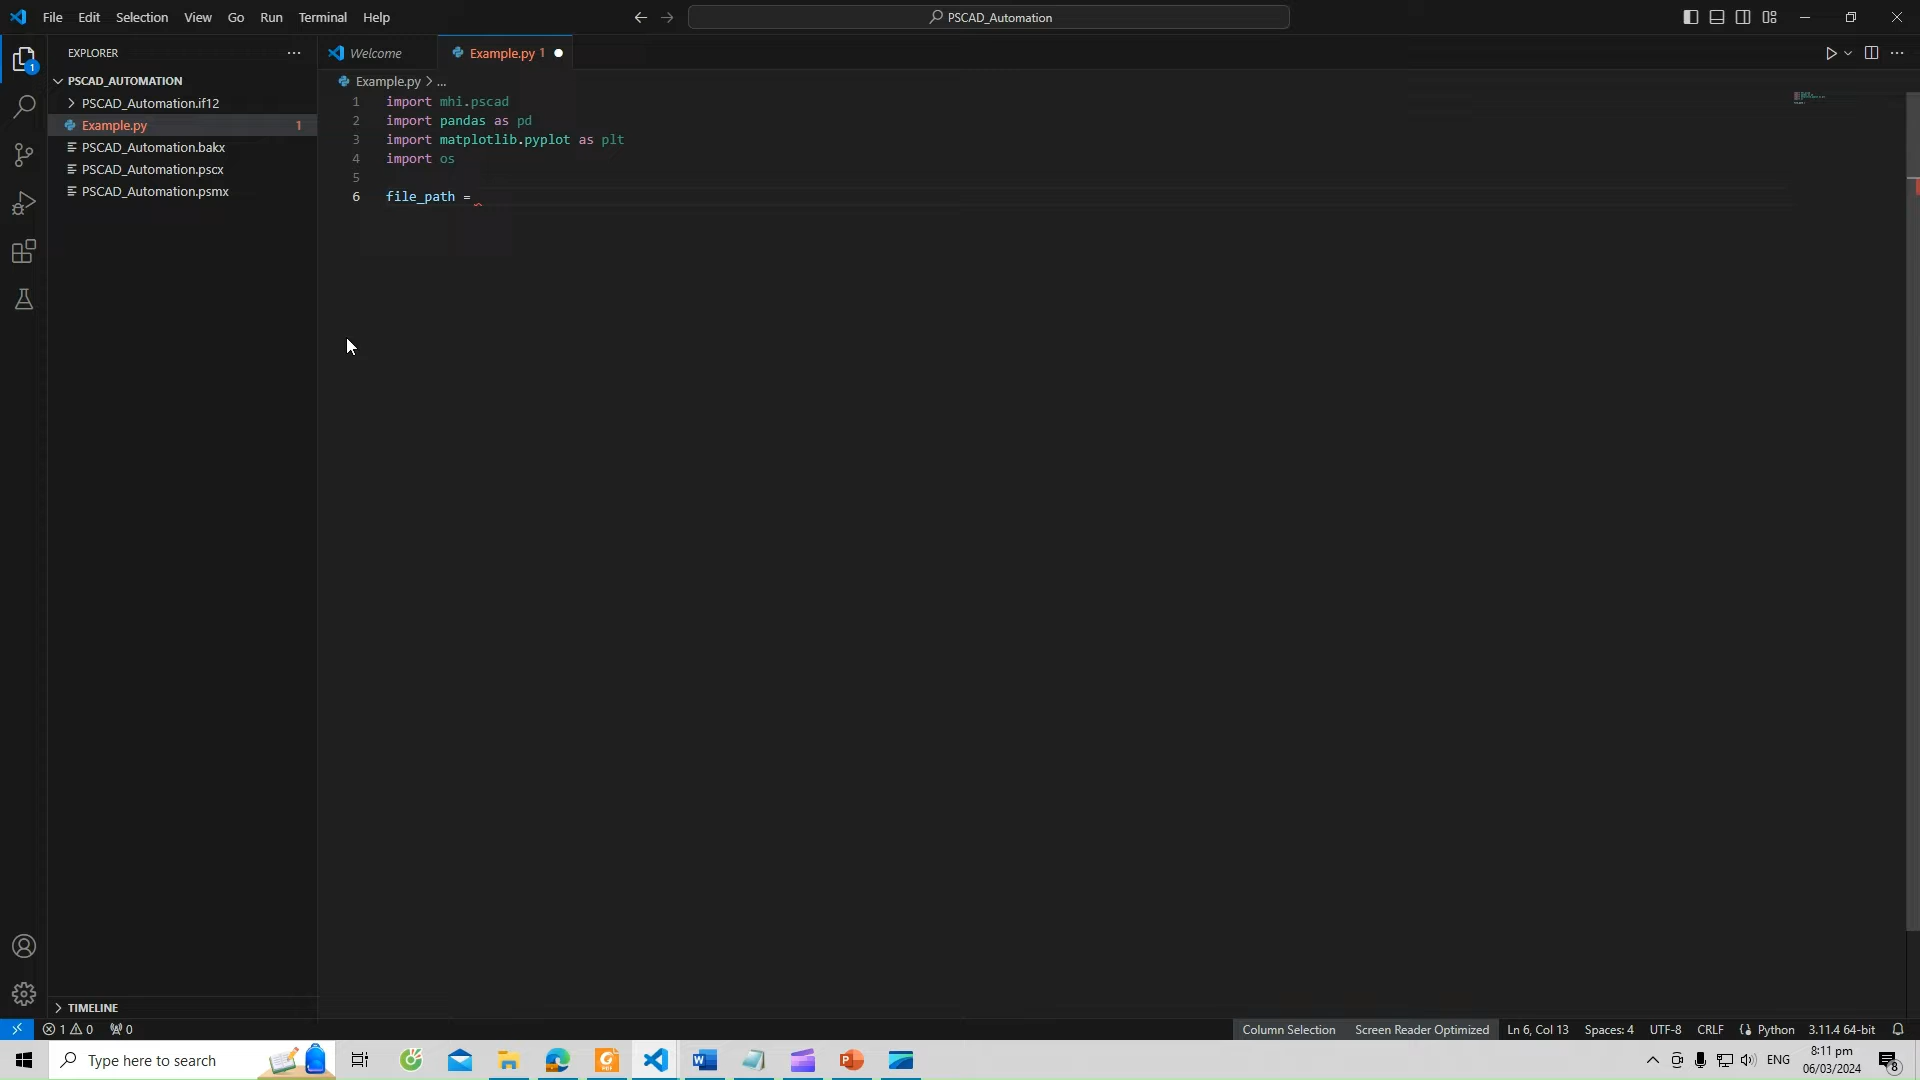 File Edit Selection View Go Run Terminal Help
PSCAD_Automation
EXPLORER
Welcome
Example.py 1
PSCAD_AUTOMATION
Example.py > ...
PSCAD_Automation.if12
Example.py 1
PSCAD_Automation.bakx
PSCAD_Automation.pscx
PSCAD_Automation.psmx
1 import mhi.pscad
2 import pandas as pd
3 import matplotlib.pyplot as plt
4 import os
5
6 file_path =
1
TIMELINE
1 0 0
Column Selection Screen Reader Optimized Ln 6, Col 13 Spaces: 4 UTF-8 CRLF Python 3.11.4 64-bit
Type here to search
ENG
8:11 pm
06/03/2024
8